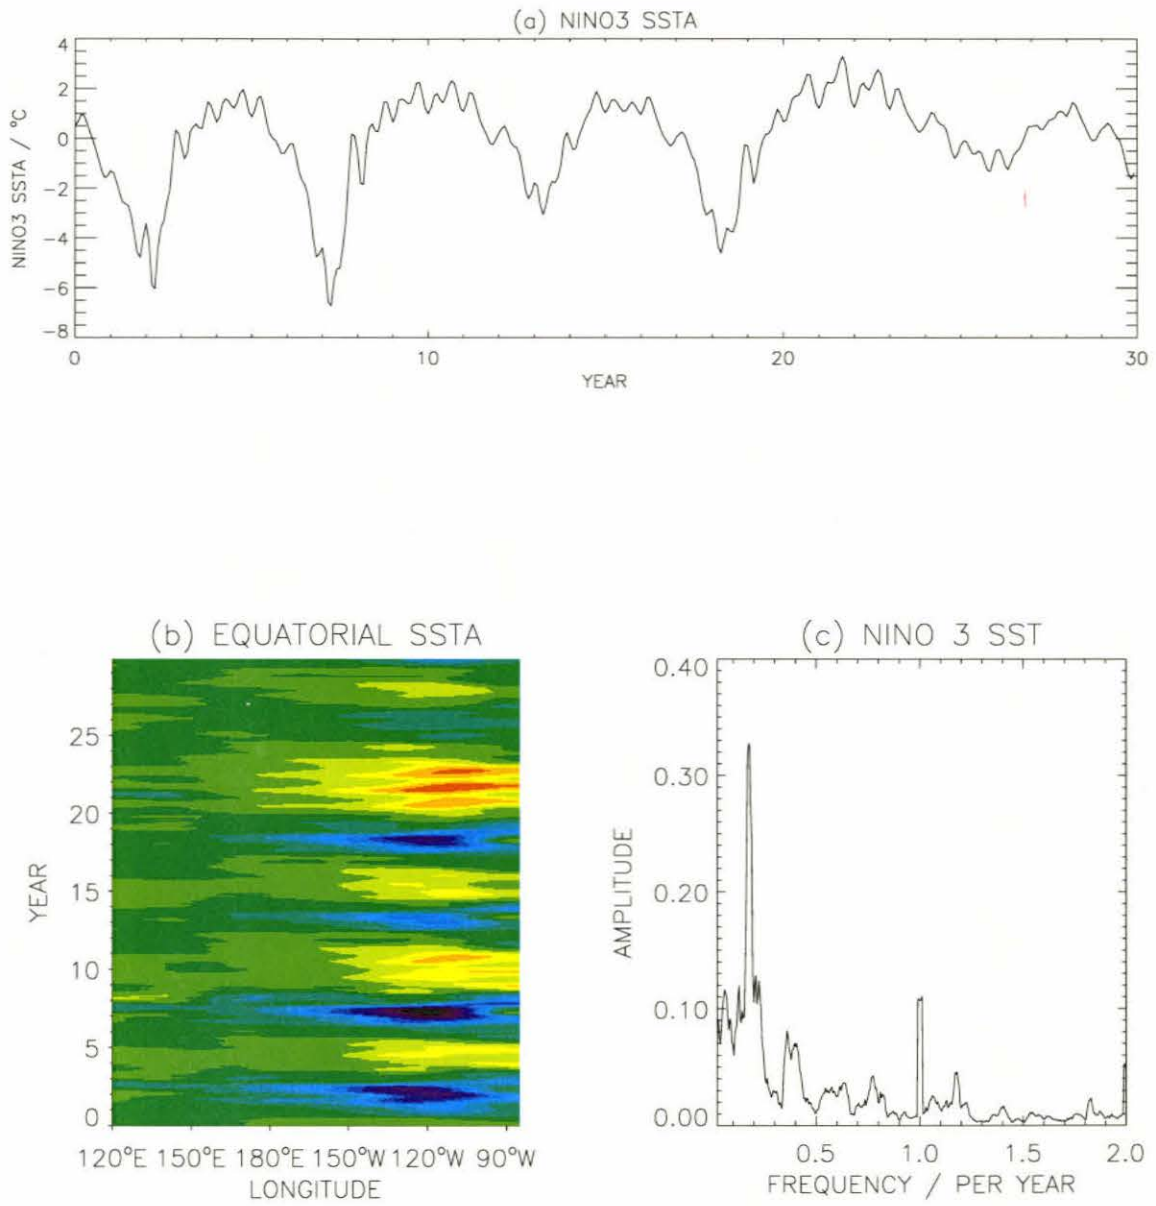 (a) NINO3 SSTA
NINO3 SSTA / °C
4
2
0
-2
-4
-6
-8
0 10 20 30
YEAR
(b) EQUATORIAL SSTA
YEAR
25
20
15
10
5
0
120°E 150°E 180°E 150°W 120°W 90°W
LONGITUDE
(c) NINO 3 SST
AMPLITUDE
0.40
0.30
0.20
0.10
0.00
0.5 1.0 1.5 2.0
FREQUENCY / PER YEAR